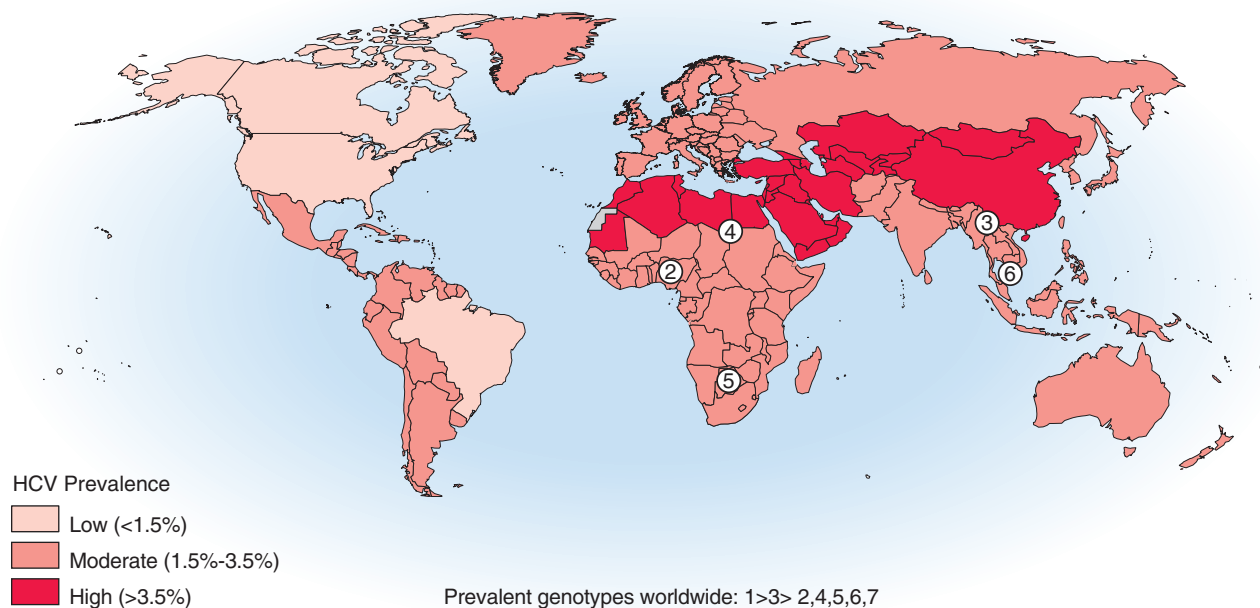 3
4
2
6
5
HCV Prevalence
Low (<1.5%)
Moderate (1.5%-3.5%)
High (>3.5%)
Prevalent genotypes worldwide: 1>3> 2,4,5,6,7